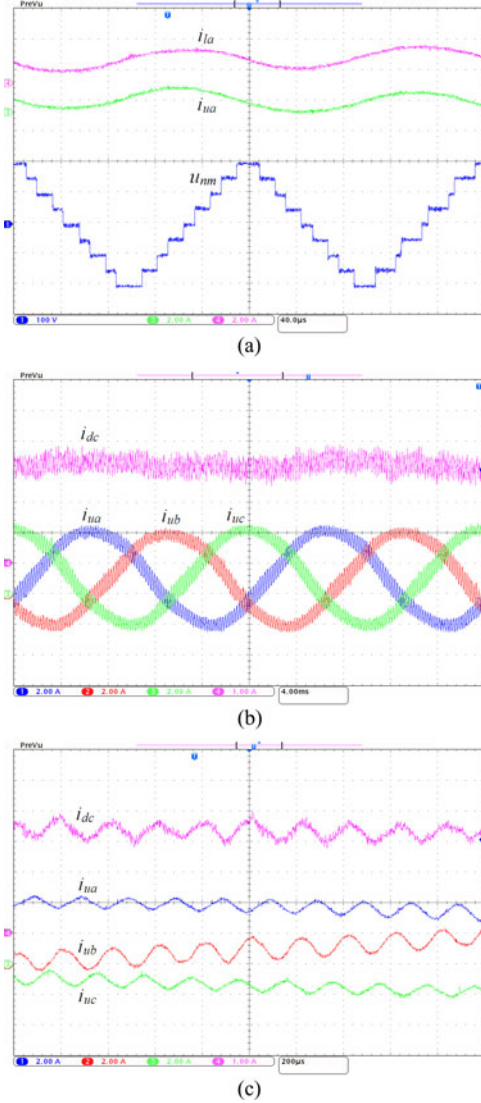 PreVu
i_la
i_ua
u_nm
1 100 V 3 2.00 A 4 2.00 A 40.0µs
(a)
PreVu
i_dc
i_ua i_ub i_uc
1 2.00 A 2 2.00 A 3 2.00 A 4 1.00 A 4.00ms
(b)
PreVu
i_dc
i_ua
i_ub
i_uc
1 2.00 A 2 2.00 A 3 2.00 A 4 1.00 A 200µs
(c)